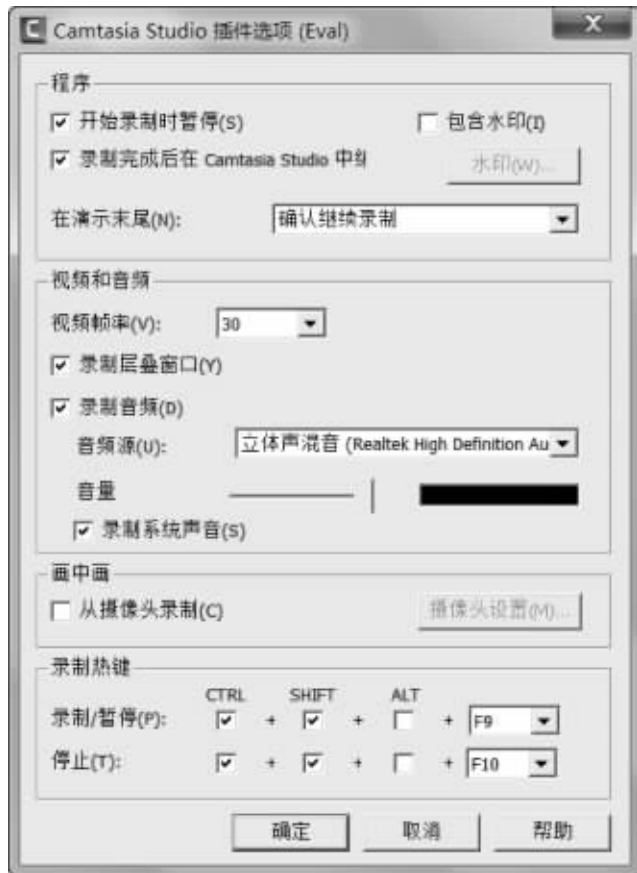 Camtasia Studio 插件选项 (Eval)
程序
开始录制时暂停(S)
包含水印(I)
录制完成后在 Camtasia Studio 中
水印(W)...
在演示末尾(N):
确认继续录制
视频和音频
视频帧率(V):
30
录制层叠窗口(Y)
录制音频(D)
音频源(U):
立体声混音 (Realtek High Definition Au
音量
录制系统声音(S)
画中画
从摄像头录制(C)
摄像头设置(M)...
录制热键
CTRL SHIFT ALT
录制/暂停(P): + + + F9
停止(T): + + + F10
确定 取消 帮助